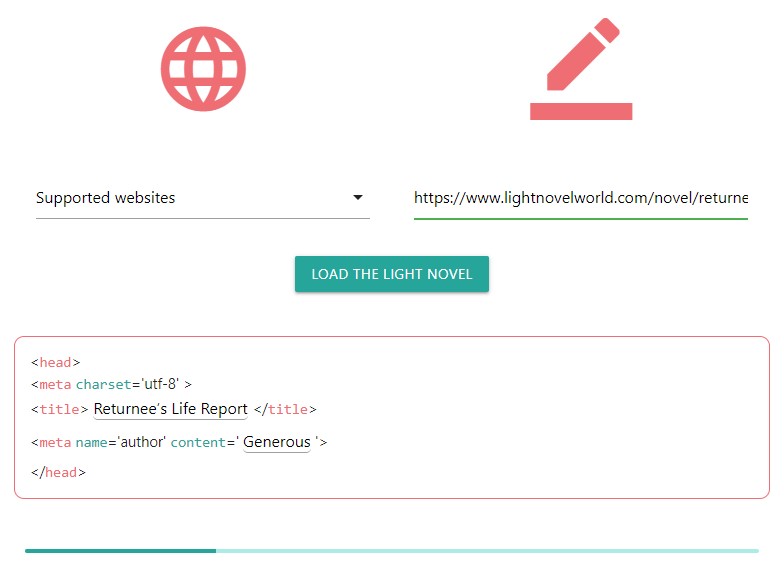 Supported websites
https://www.lightnovelworld.com/novel/returne
LOAD THE LIGHT NOVEL
<head>
<meta charset='utf-8' >
<title> Returnee's Life Report </title>
<meta name='author' content=' Generous '>
</head>